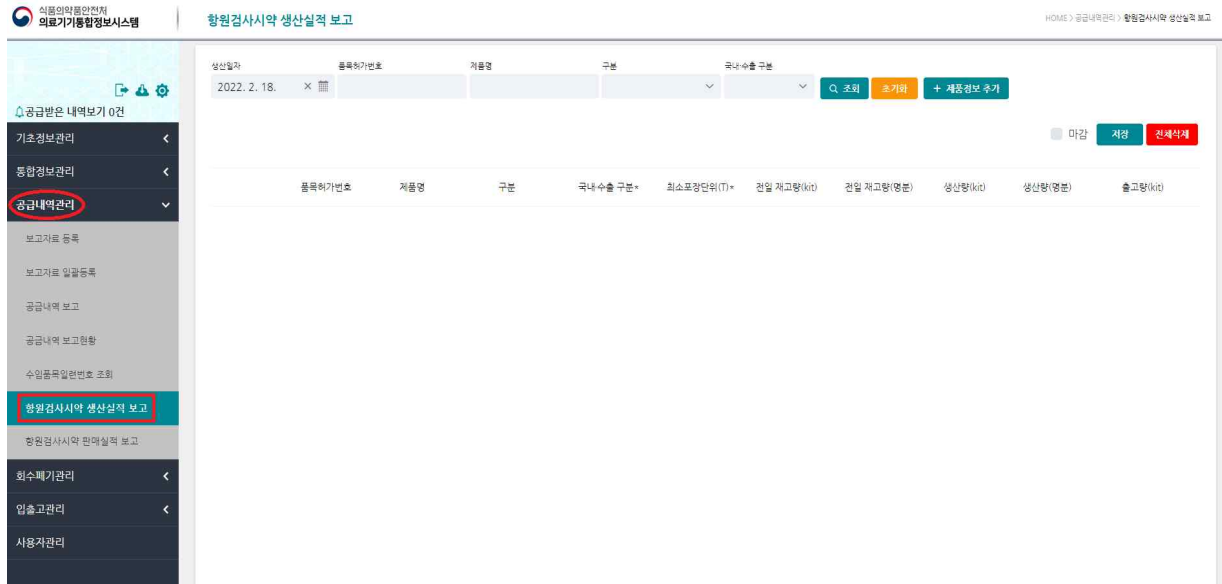 식품의약품안전처
의료기기통합정보시스템
항원검사시약 생산실적 보고
HOME > 공급내역관리 > 항원검사시약 생산실적 보고
공급받은 내역보기 0건
기초정보관리
통합정보관리
공급내역관리
보고자료 등록
보고자료 일괄등록
공급내역 보고
공급내역 보고현황
수입품목일련번호 조회
항원검사시약 생산실적 보고
항원검사시약 판매실적 보고
회수폐기관리
입출고관리
사용자관리
생산일자 품목허가번호 제품명 구분 국내·수출 구분
2022. 2. 18. × 조회 초기화 + 제품정보 추가
마감 저장 전체삭제
품목허가번호 제품명 구분 국내·수출 구분* 최소포장단위(T)* 전일 재고량(kit) 전일 재고량(명분) 생산량(kit) 생산량(명분) 출고량(kit)